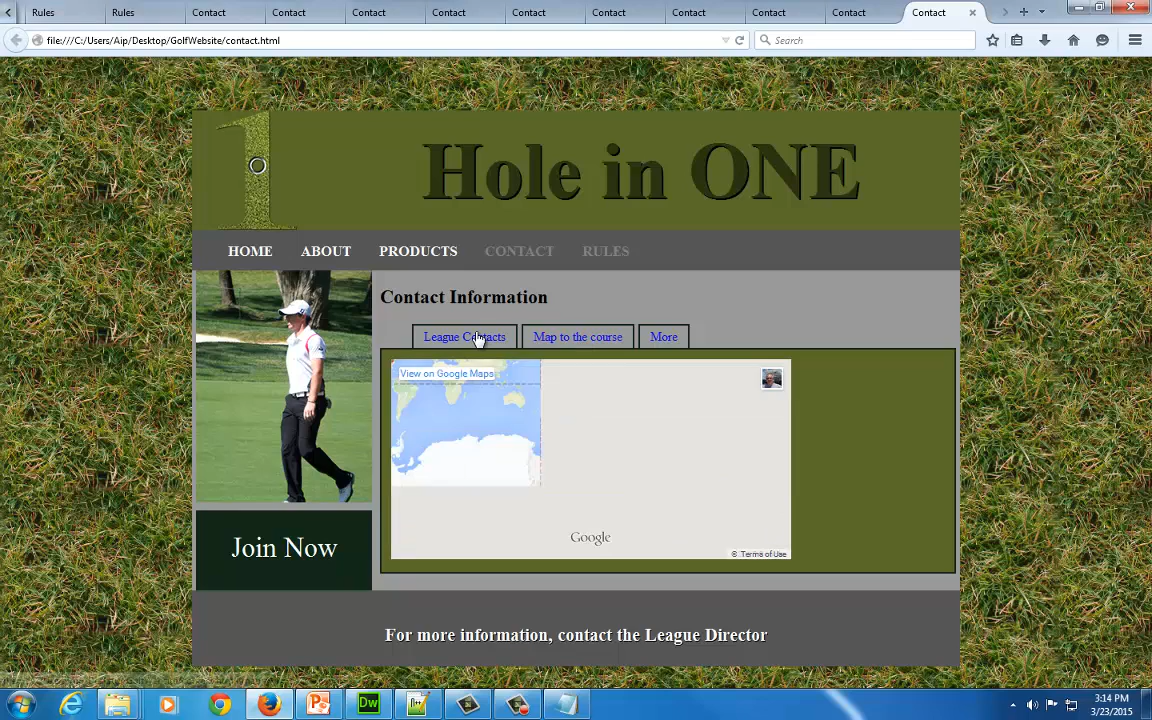 Rules Rules Contact Contact Contact Contact Contact Contact Contact Contact Contact Contact
file:///C:/Users/Aip/Desktop/GolfWebsite/contact.html Search
1 Hole in ONE
HOME ABOUT PRODUCTS CONTACT RULES
Contact Information
League Contacts Map to the course More
View on Google Maps
Google
© Terms of Use
Join Now
For more information, contact the League Director
3:14 PM
3/23/2015